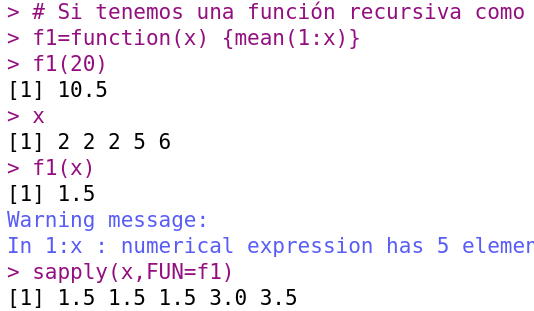 > # Si tenemos una función recursiva como
> f1=function(x) {mean(1:x)}
> f1(20)
[1] 10.5
> x
[1] 2 2 2 5 6
> f1(x)
[1] 1.5
Warning message:
In 1:x : numerical expression has 5 elemen
> sapply(x,FUN=f1)
[1] 1.5 1.5 1.5 3.0 3.5